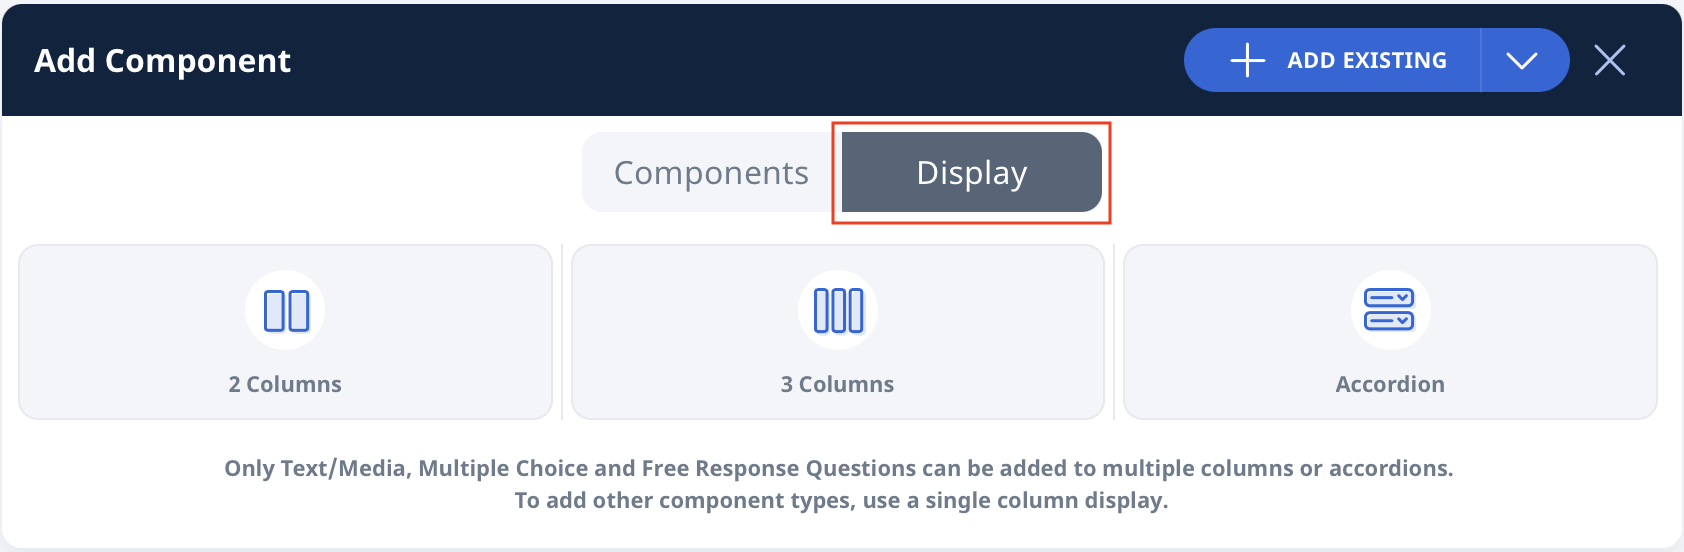 Add Component
ADD EXISTING
Components
Display
2 Columns
3 Columns
Accordion
Only Text/Media, Multiple Choice and Free Response Questions can be added to multiple columns or accordions.
To add other component types, use a single column display.